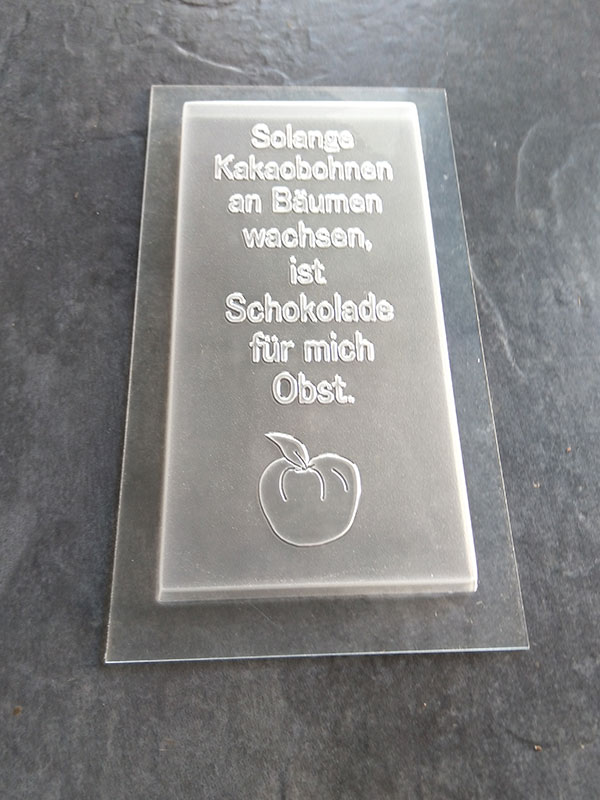 Solange
Kakaobohnen
an Bäumen
wachsen,
ist
Schokolade
für mich
Obst.